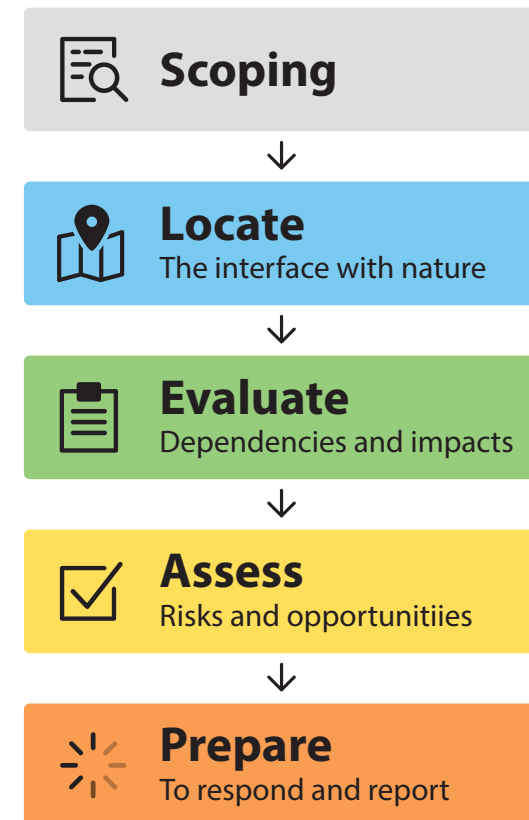 Scoping
Locate
The interface with nature
Evaluate
Dependencies and impacts
Assess
Risks and opportunitiies
Prepare
To respond and report